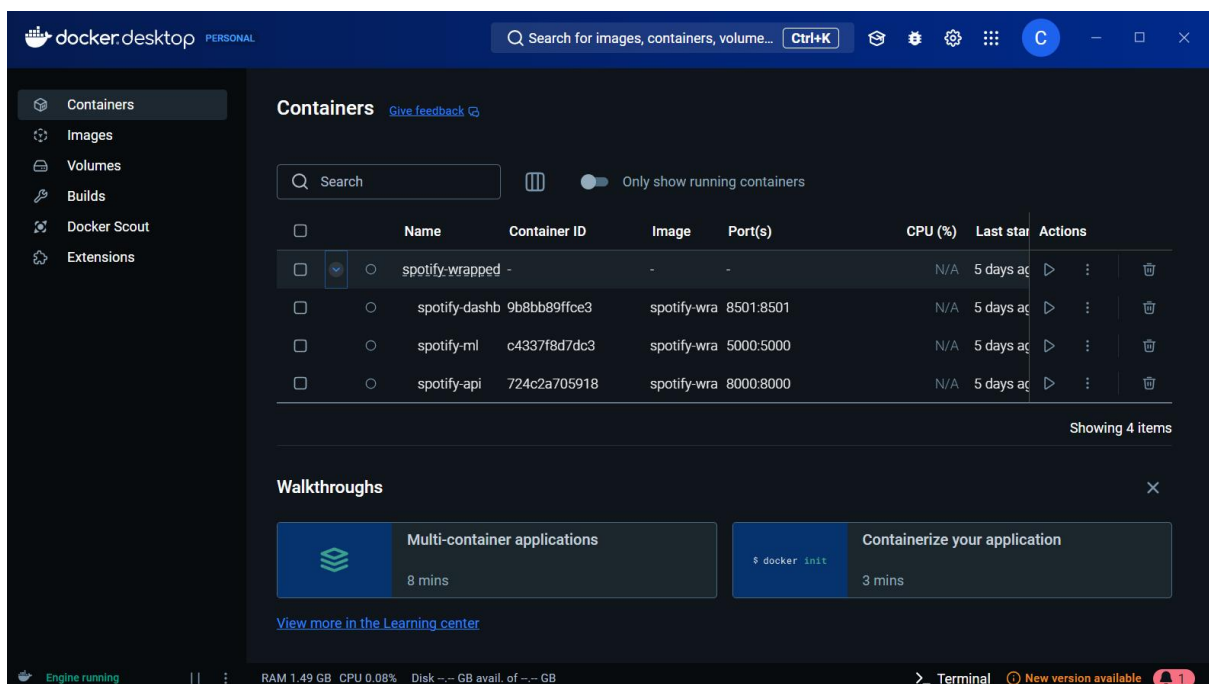 docker.desktop PERSONAL
Search for images, containers, volume... Ctrl+K
C
Containers
Images
Volumes
Builds
Docker Scout
Extensions
Containers Give feedback
Search
Only show running containers
Name Container ID Image Port(s) CPU (%) Last star Actions
spotify-wrapped - - - N/A 5 days ag
spotify-dashb 9b8bb89ffce3 spotify-wra 8501:8501 N/A 5 days ag
spotify-ml c4337f8d7dc3 spotify-wra 5000:5000 N/A 5 days ag
spotify-api 724c2a705918 spotify-wra 8000:8000 N/A 5 days ag
Showing 4 items
Walkthroughs
Multi-container applications
8 mins
$ docker init
Containerize your application
3 mins
View more in the Learning center
Engine running RAM 1.49 GB CPU 0.08% Disk --.-- GB avail. of --.-- GB >_ Terminal New version available 1